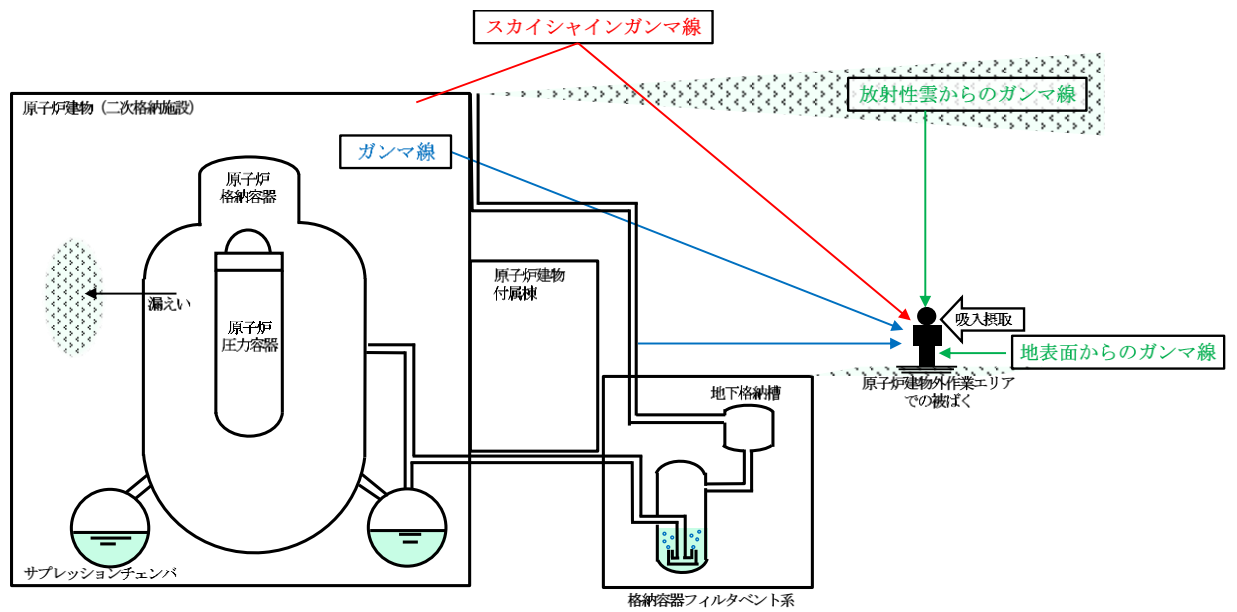 スカイシャインガンマ線
放射性雲からのガンマ線
原子炉建物（二次格納施設）
ガンマ線
原子炉
格納容器
原子炉建物
付属棟
漏えい
原子炉
圧力容器
吸入摂取
地表面からのガンマ線
原子炉建物外作業エリア
での被ばく
地下格納槽
サプレッションチェンバ
格納容器フィルタベント系